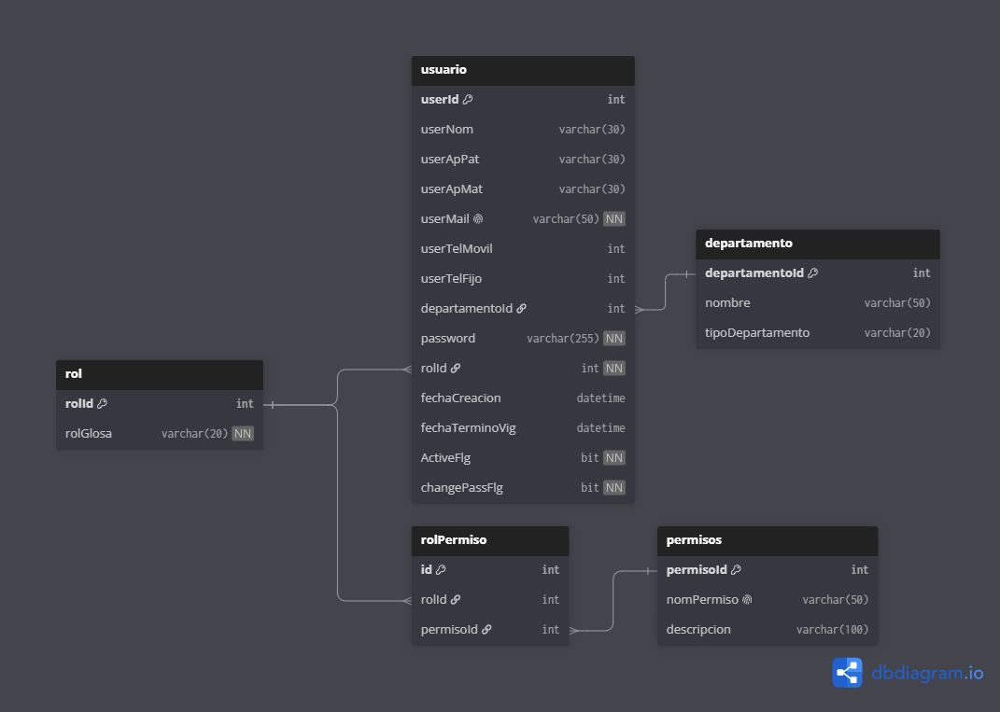 usuario
userId int
userNom varchar(30)
userApPat varchar(30)
userApMat varchar(30)
userMail varchar(50) NN
userTelMovil int
userTelFijo int
departamentoId int
password varchar(255) NN
rolId int NN
fechaCreacion datetime
fechaTerminoVig datetime
ActiveFlg bit NN
changePassFlg bit NN
departamento
departamentoId int
nombre varchar(50)
tipoDepartamento varchar(20)
rol
rolId int
rolGlosa varchar(20) NN
rolPermiso
id int
rolId int
permisoId int
permisos
permisoId int
nomPermiso varchar(50)
descripcion varchar(100)
dbdiagram.io